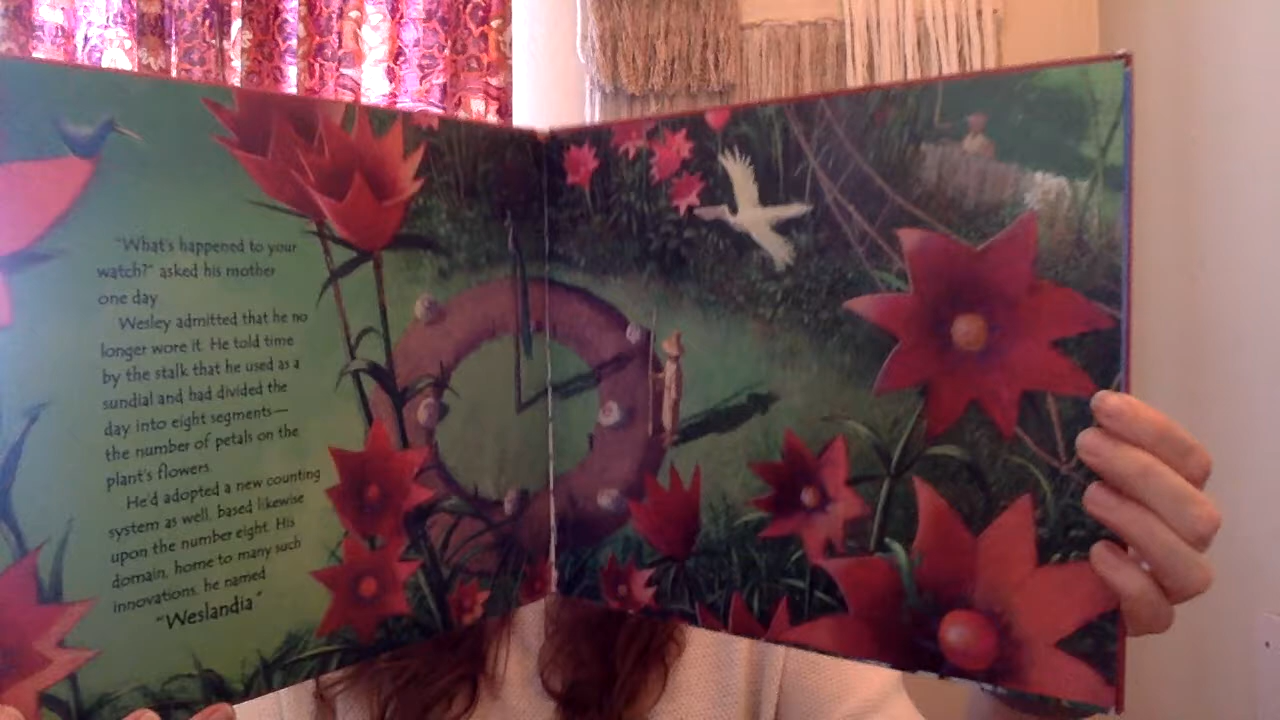 "What's happened to your
watch?" asked his mother
one day.
Wesley admitted that he no
longer wore it. He told time
by the stalk that he used as a
sundial and had divided the
day into eight segments—
the number of petals on the
plant's flowers.
He'd adopted a new counting
system as well, based likewise
upon the number eight. His
domain, home to many such
innovations, he named
"Weslandia"